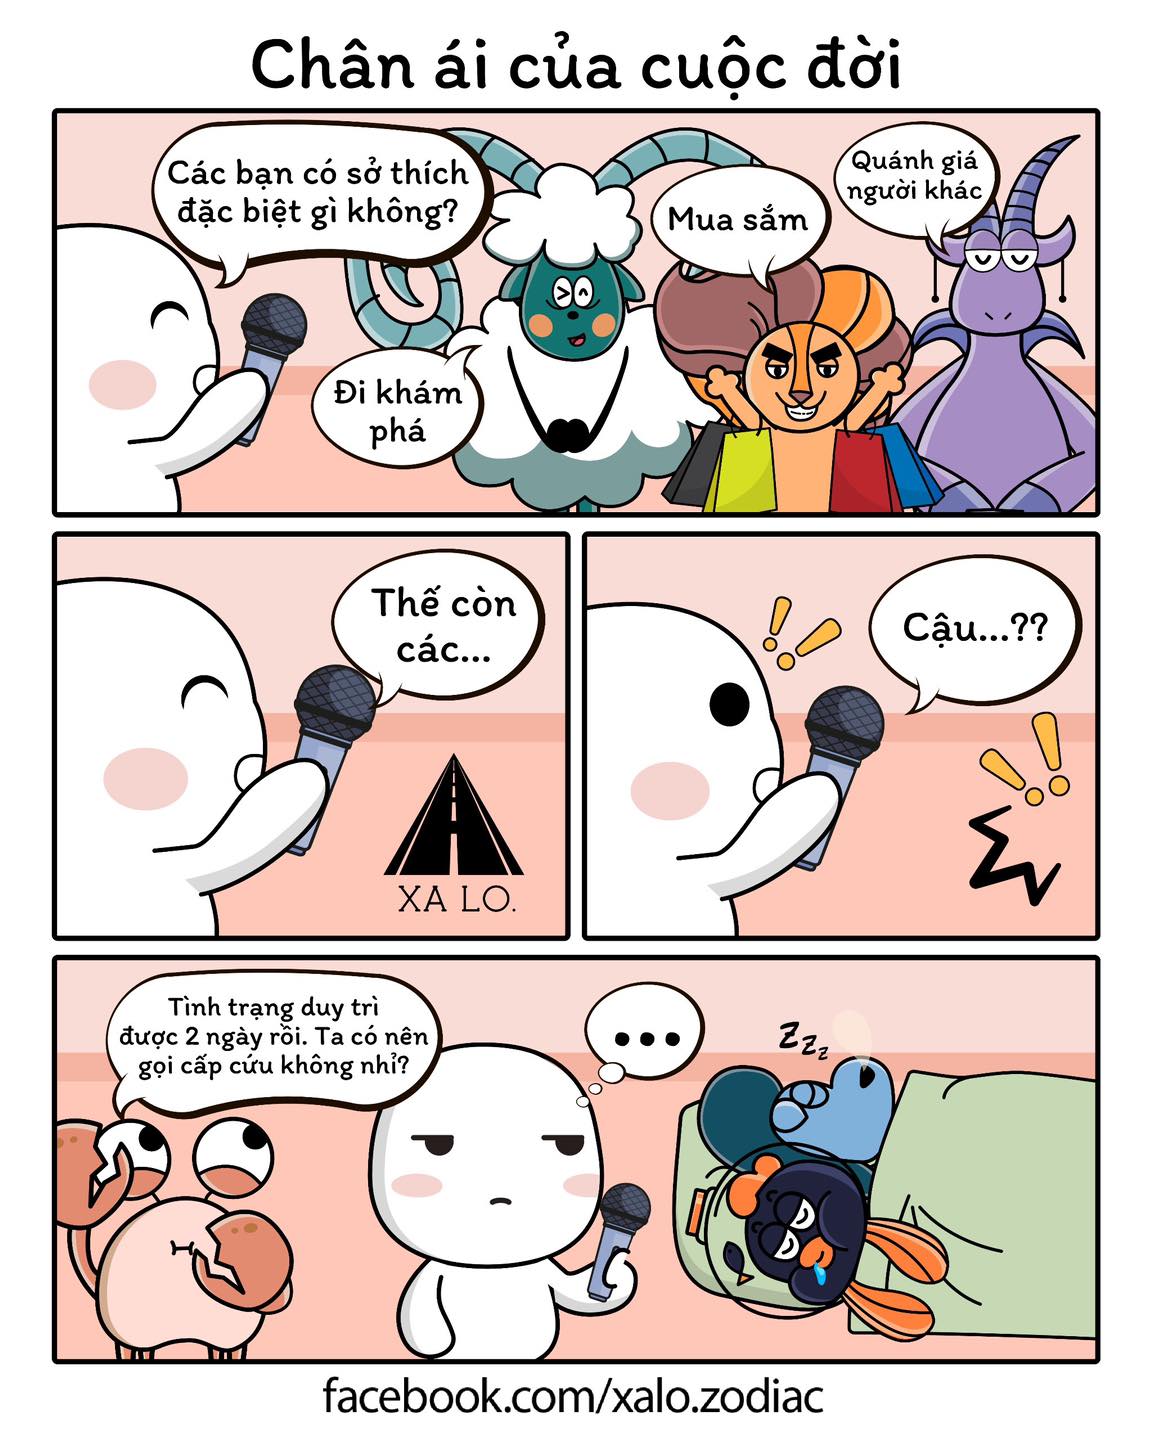 Chân ái của cuộc đời
Các bạn có sở thích
đặc biệt gì không?
Đi khám
phá
Mua sắm
Quánh giá
người khác
Thế còn
các...
XA LO.
Cậu...??
Tình trạng duy trì
được 2 ngày rồi. Ta có nên
gọi cấp cứu không nhỉ?
...
Zzz
facebook.com/xalo.zodiac